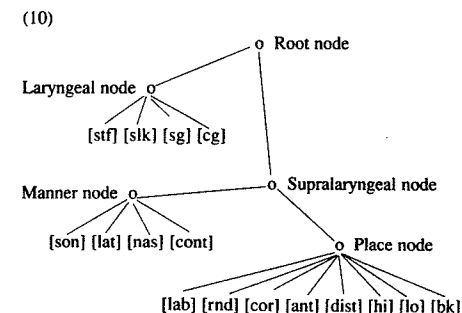 (10)
o Root node
Laryngeal node o
[stf] [slk] [sg] [cg]
Manner node o
o Supralaryngeal node
[son] [lat] [nas] [cont]
o Place node
[lab] [rnd] [cor] [ant] [dist] [hi] [lo] [bk]